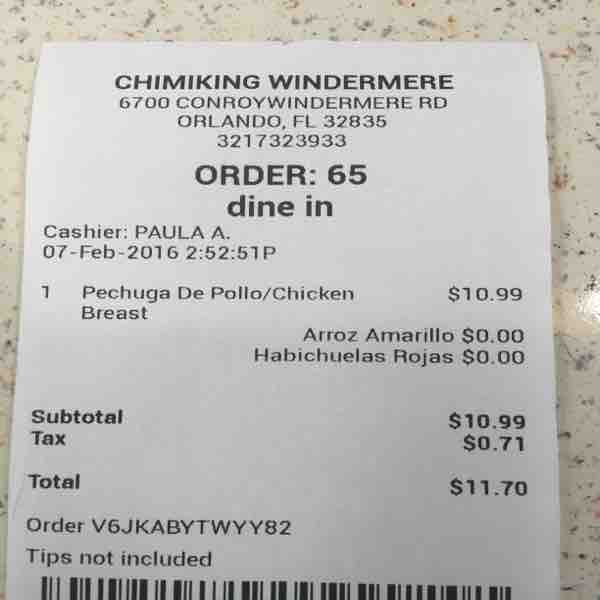 CHIMIKING WINDERMERE
6700 CONROYWINDERMERE RD
ORLANDO, FL 32835
3217323933
ORDER: 65
dine in
Cashier: PAULA A.
07-Feb-2016 2:52:51P
1 Pechuga De Pollo/Chicken $10.99
Breast
Arroz Amarillo $0.00
Habichuelas Rojas $0.00
Subtotal $10.99
Tax $0.71
Total $11.70
Order V6JKABYTWYY82
Tips not included